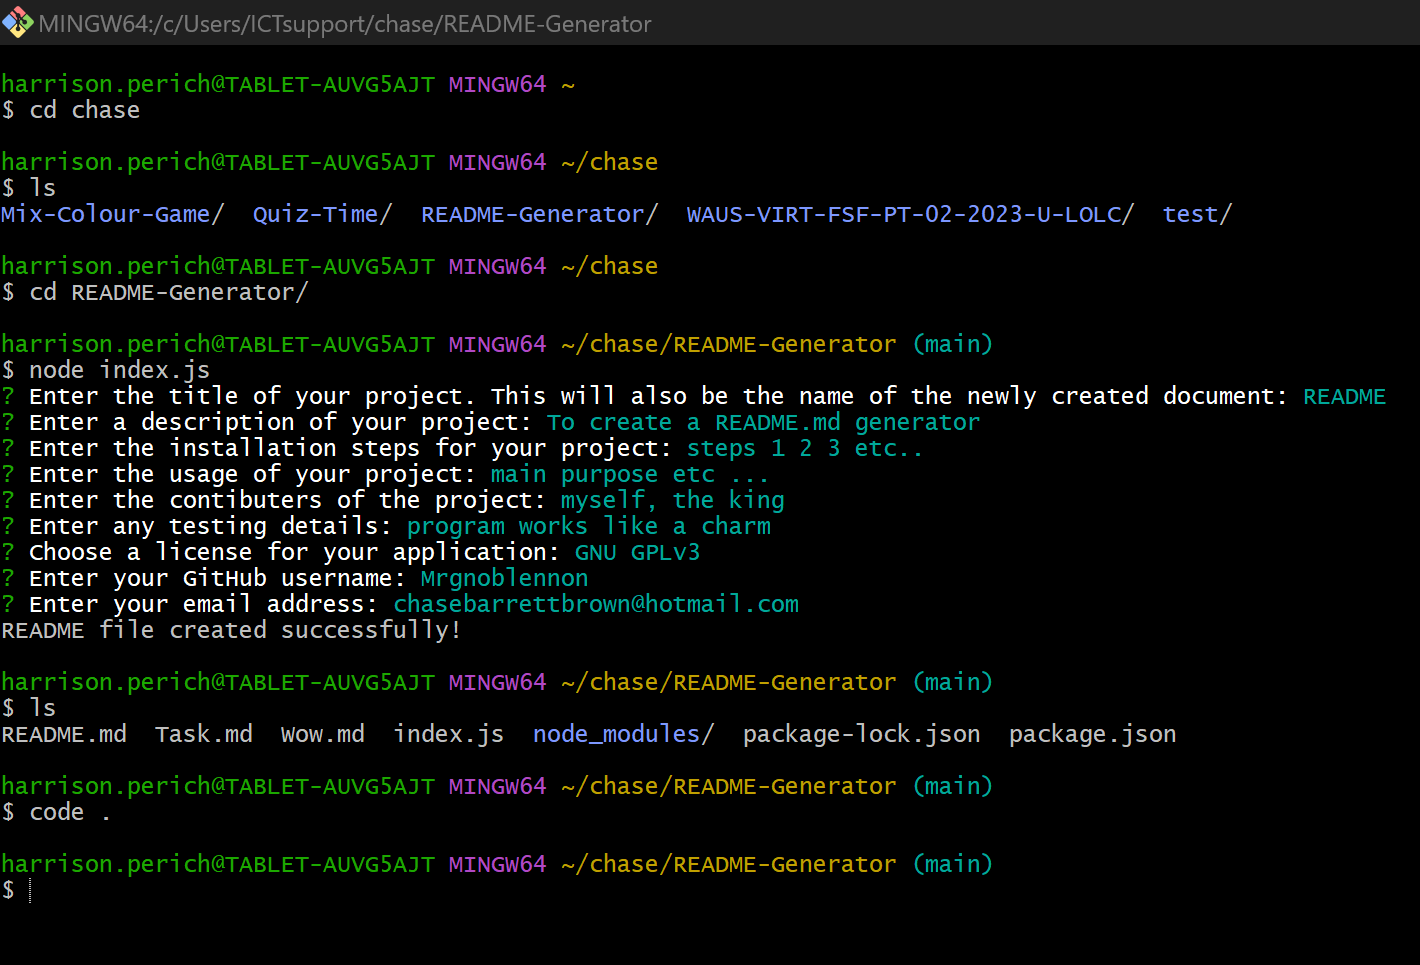 MINGW64:/c/Users/ICTsupport/chase/README-Generator
harrison.perich@TABLET-AUVG5AJT MINGW64 ~
$ cd chase
harrison.perich@TABLET-AUVG5AJT MINGW64 ~/chase
$ ls
Mix-Colour-Game/  Quiz-Time/  README-Generator/  WAUS-VIRT-FSF-PT-02-2023-U-LOLC/  test/
harrison.perich@TABLET-AUVG5AJT MINGW64 ~/chase
$ cd README-Generator/
harrison.perich@TABLET-AUVG5AJT MINGW64 ~/chase/README-Generator (main)
$ node index.js
? Enter the title of your project. This will also be the name of the newly created document: README
? Enter a description of your project: To create a README.md generator
? Enter the installation steps for your project: steps 1 2 3 etc..
? Enter the usage of your project: main purpose etc ...
? Enter the contibuters of the project: myself, the king
? Enter any testing details: program works like a charm
? Choose a license for your application: GNU GPLv3
? Enter your GitHub username: Mrgnoblennon
? Enter your email address: chasebarrettbrown@hotmail.com
README file created successfully!
harrison.perich@TABLET-AUVG5AJT MINGW64 ~/chase/README-Generator (main)
$ ls
README.md  Task.md  Wow.md  index.js  node_modules/  package-lock.json  package.json
harrison.perich@TABLET-AUVG5AJT MINGW64 ~/chase/README-Generator (main)
$ code .
harrison.perich@TABLET-AUVG5AJT MINGW64 ~/chase/README-Generator (main)
$